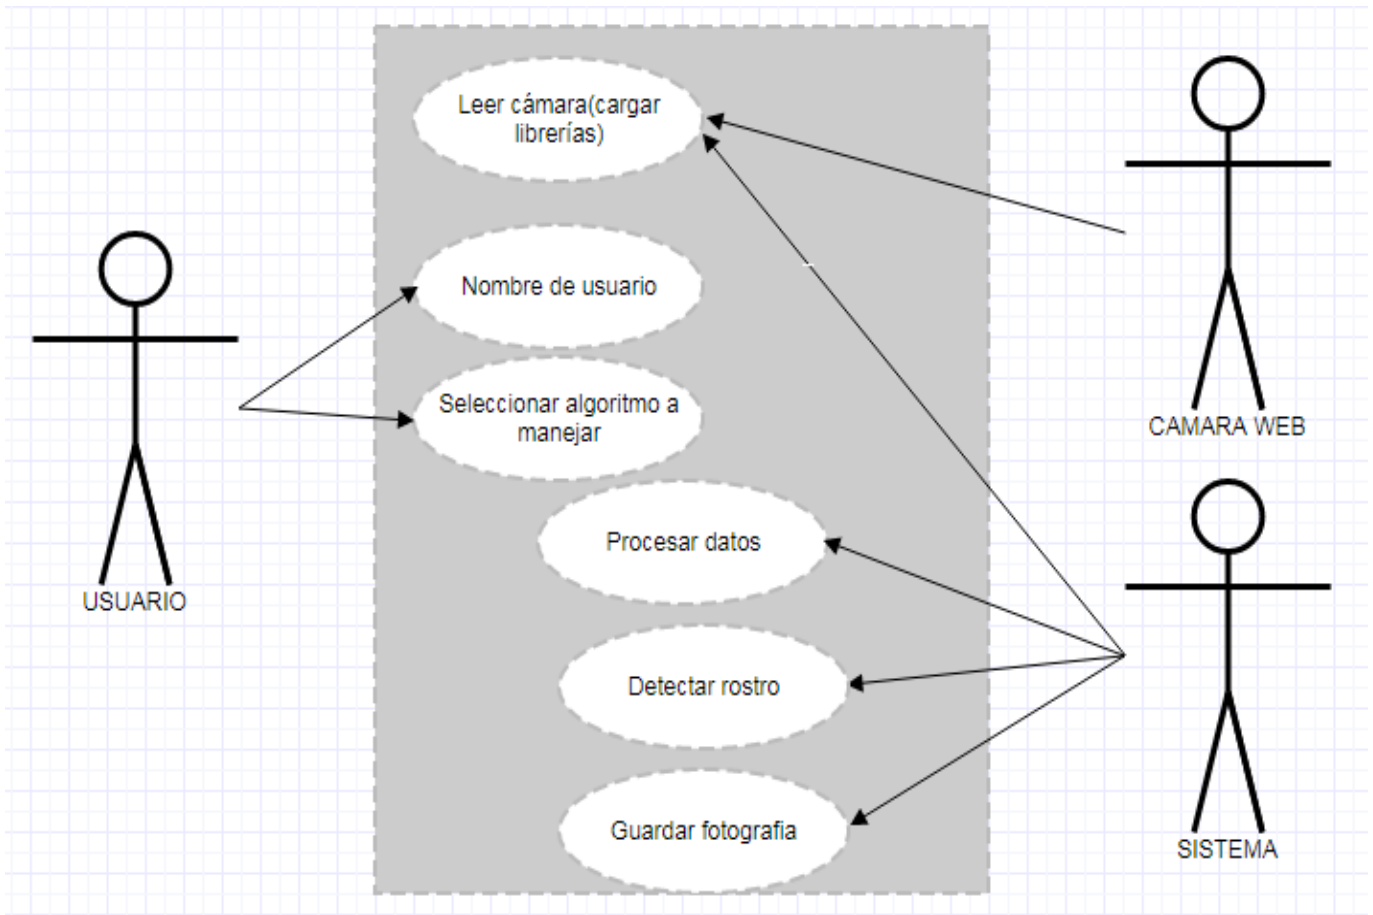 Leer cámara(cargar
librerías)
Nombre de usuario
Seleccionar algoritmo a
manejar
Procesar datos
Detectar rostro
Guardar fotografia
USUARIO
CAMARA WEB
SISTEMA